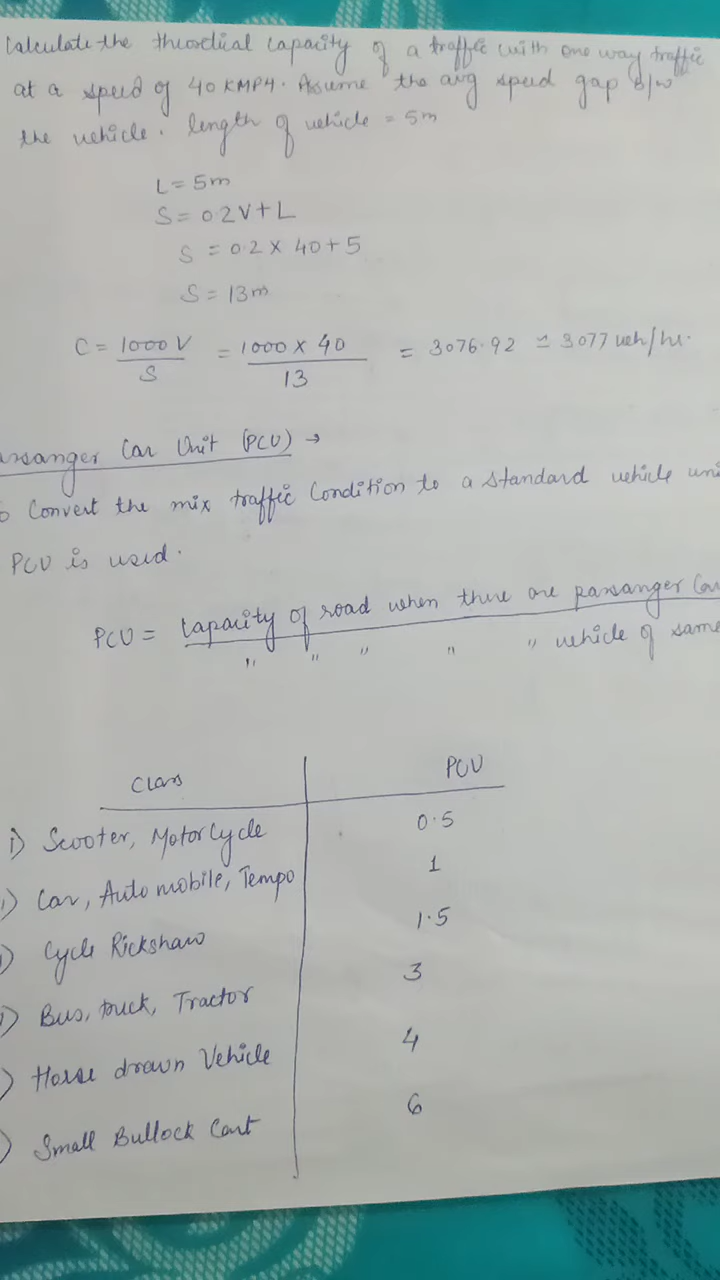 Calculate the theoretical capacity of a traffic with one way traffic
at a speed of 40 KMPH. Assume the avg speed gap b/w
the vehicle. length of vehicle = 5m
L = 5m
S = 0.2V + L
S = 0.2 × 40 + 5
S = 13m
C = 1000 V / S = 1000 × 40 / 13 = 3076.92 ≃ 3077 veh/hr.
assanger Car Unit (PCU) →
o Convert the mix traffic Condition to a standard vehicle uni
PCU is used.
PCU = Capacity of road when there are passanger Ca
" " " " " vehicle of same
Class PCU
i) Scooter, Motorcycle 0.5
) Car, Automobile, Tempo 1
) Cycle Rickshaw 1.5
) Bus, truck, Tractor 3
) Horse drawn Vehicle 4
) Small Bullock Cart 6